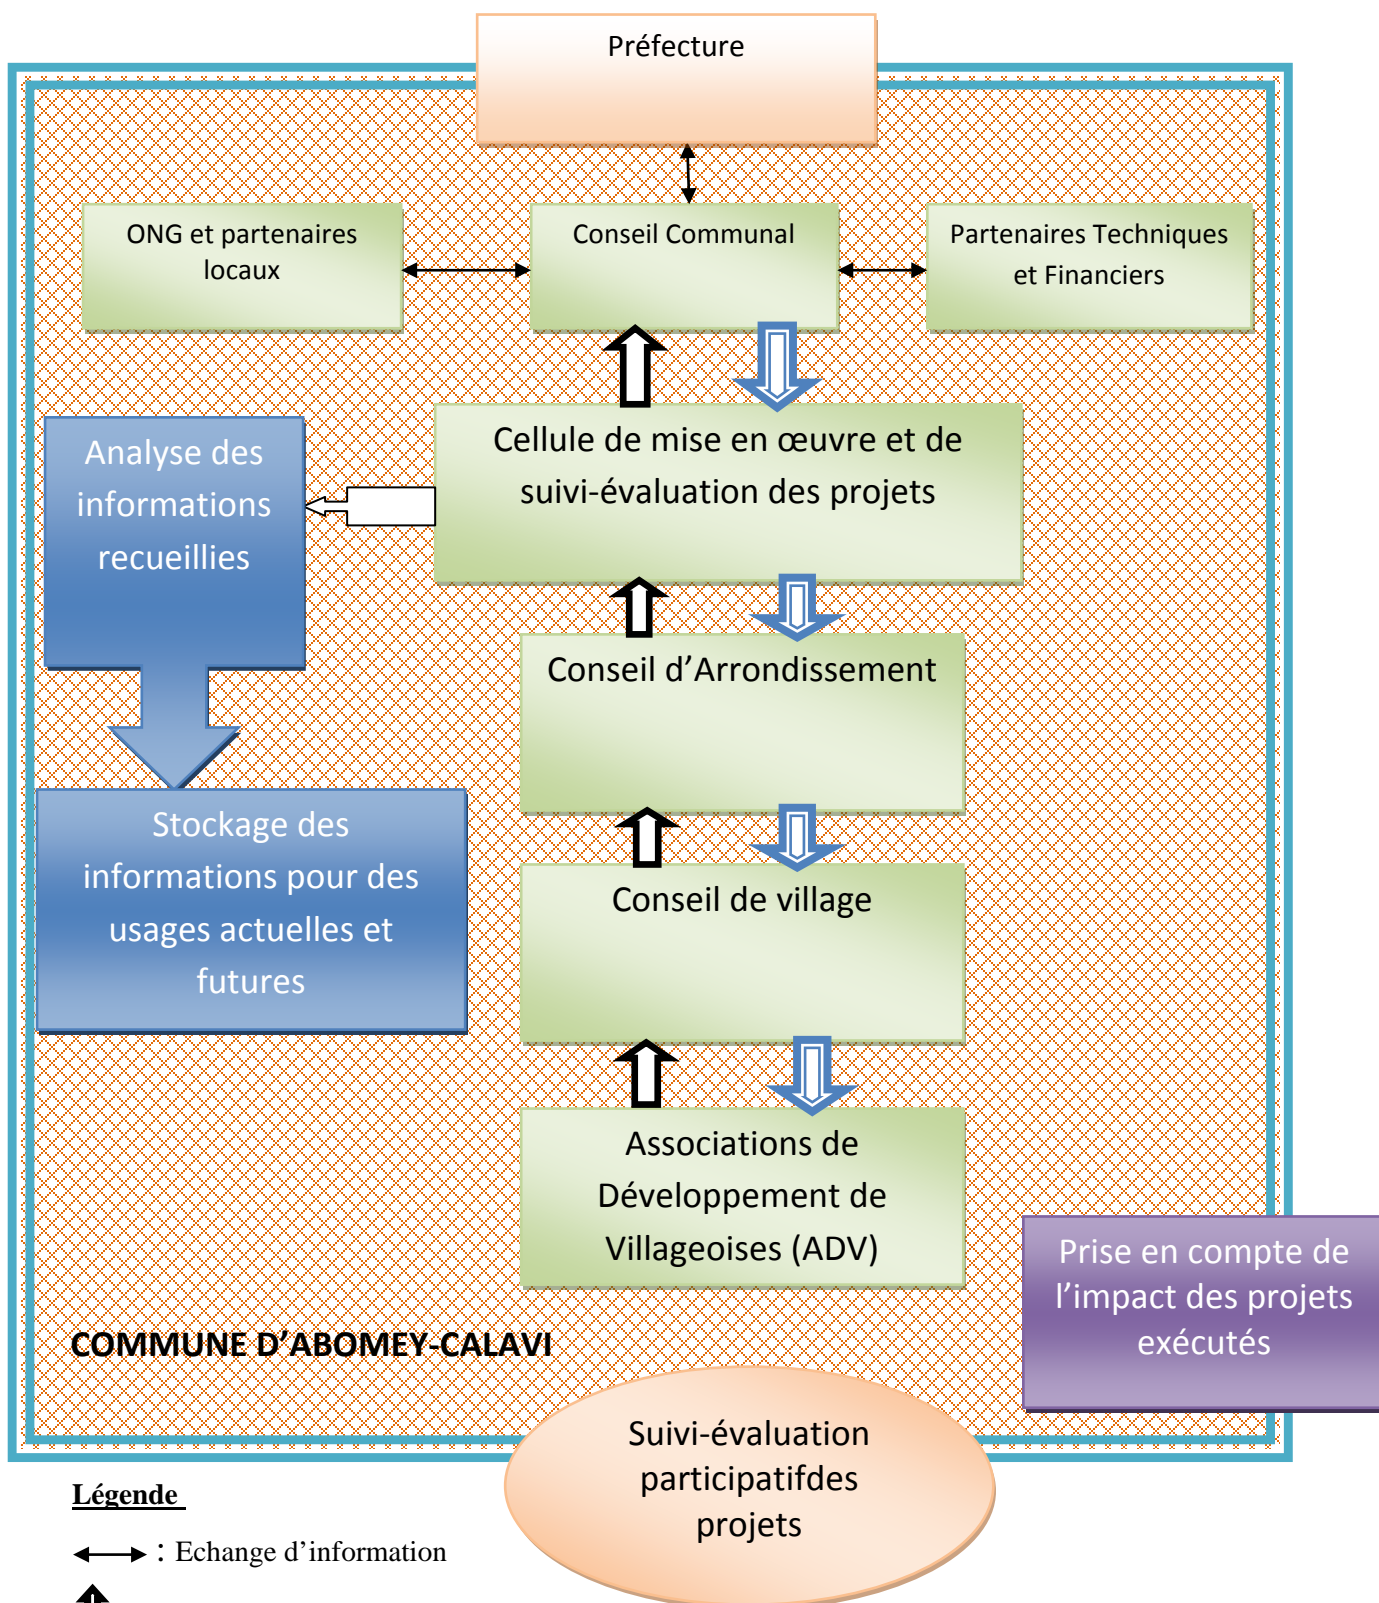 Préfecture
ONG et partenaires
locaux
Conseil Communal
Partenaires Techniques
et Financiers
Cellule de mise en œuvre et de
suivi-évaluation des projets
Analyse des
informations
recueillies
Conseil d’Arrondissement
Stockage des
informations pour des
usages actuelles et
futures
Conseil de village
Associations de
Développement de
Villageoises (ADV)
Prise en compte de
l’impact des projets
exécutés
COMMUNE D’ABOMEY-CALAVI
Suivi-évaluation
participatifdes
projets
Légende
: Echange d’information